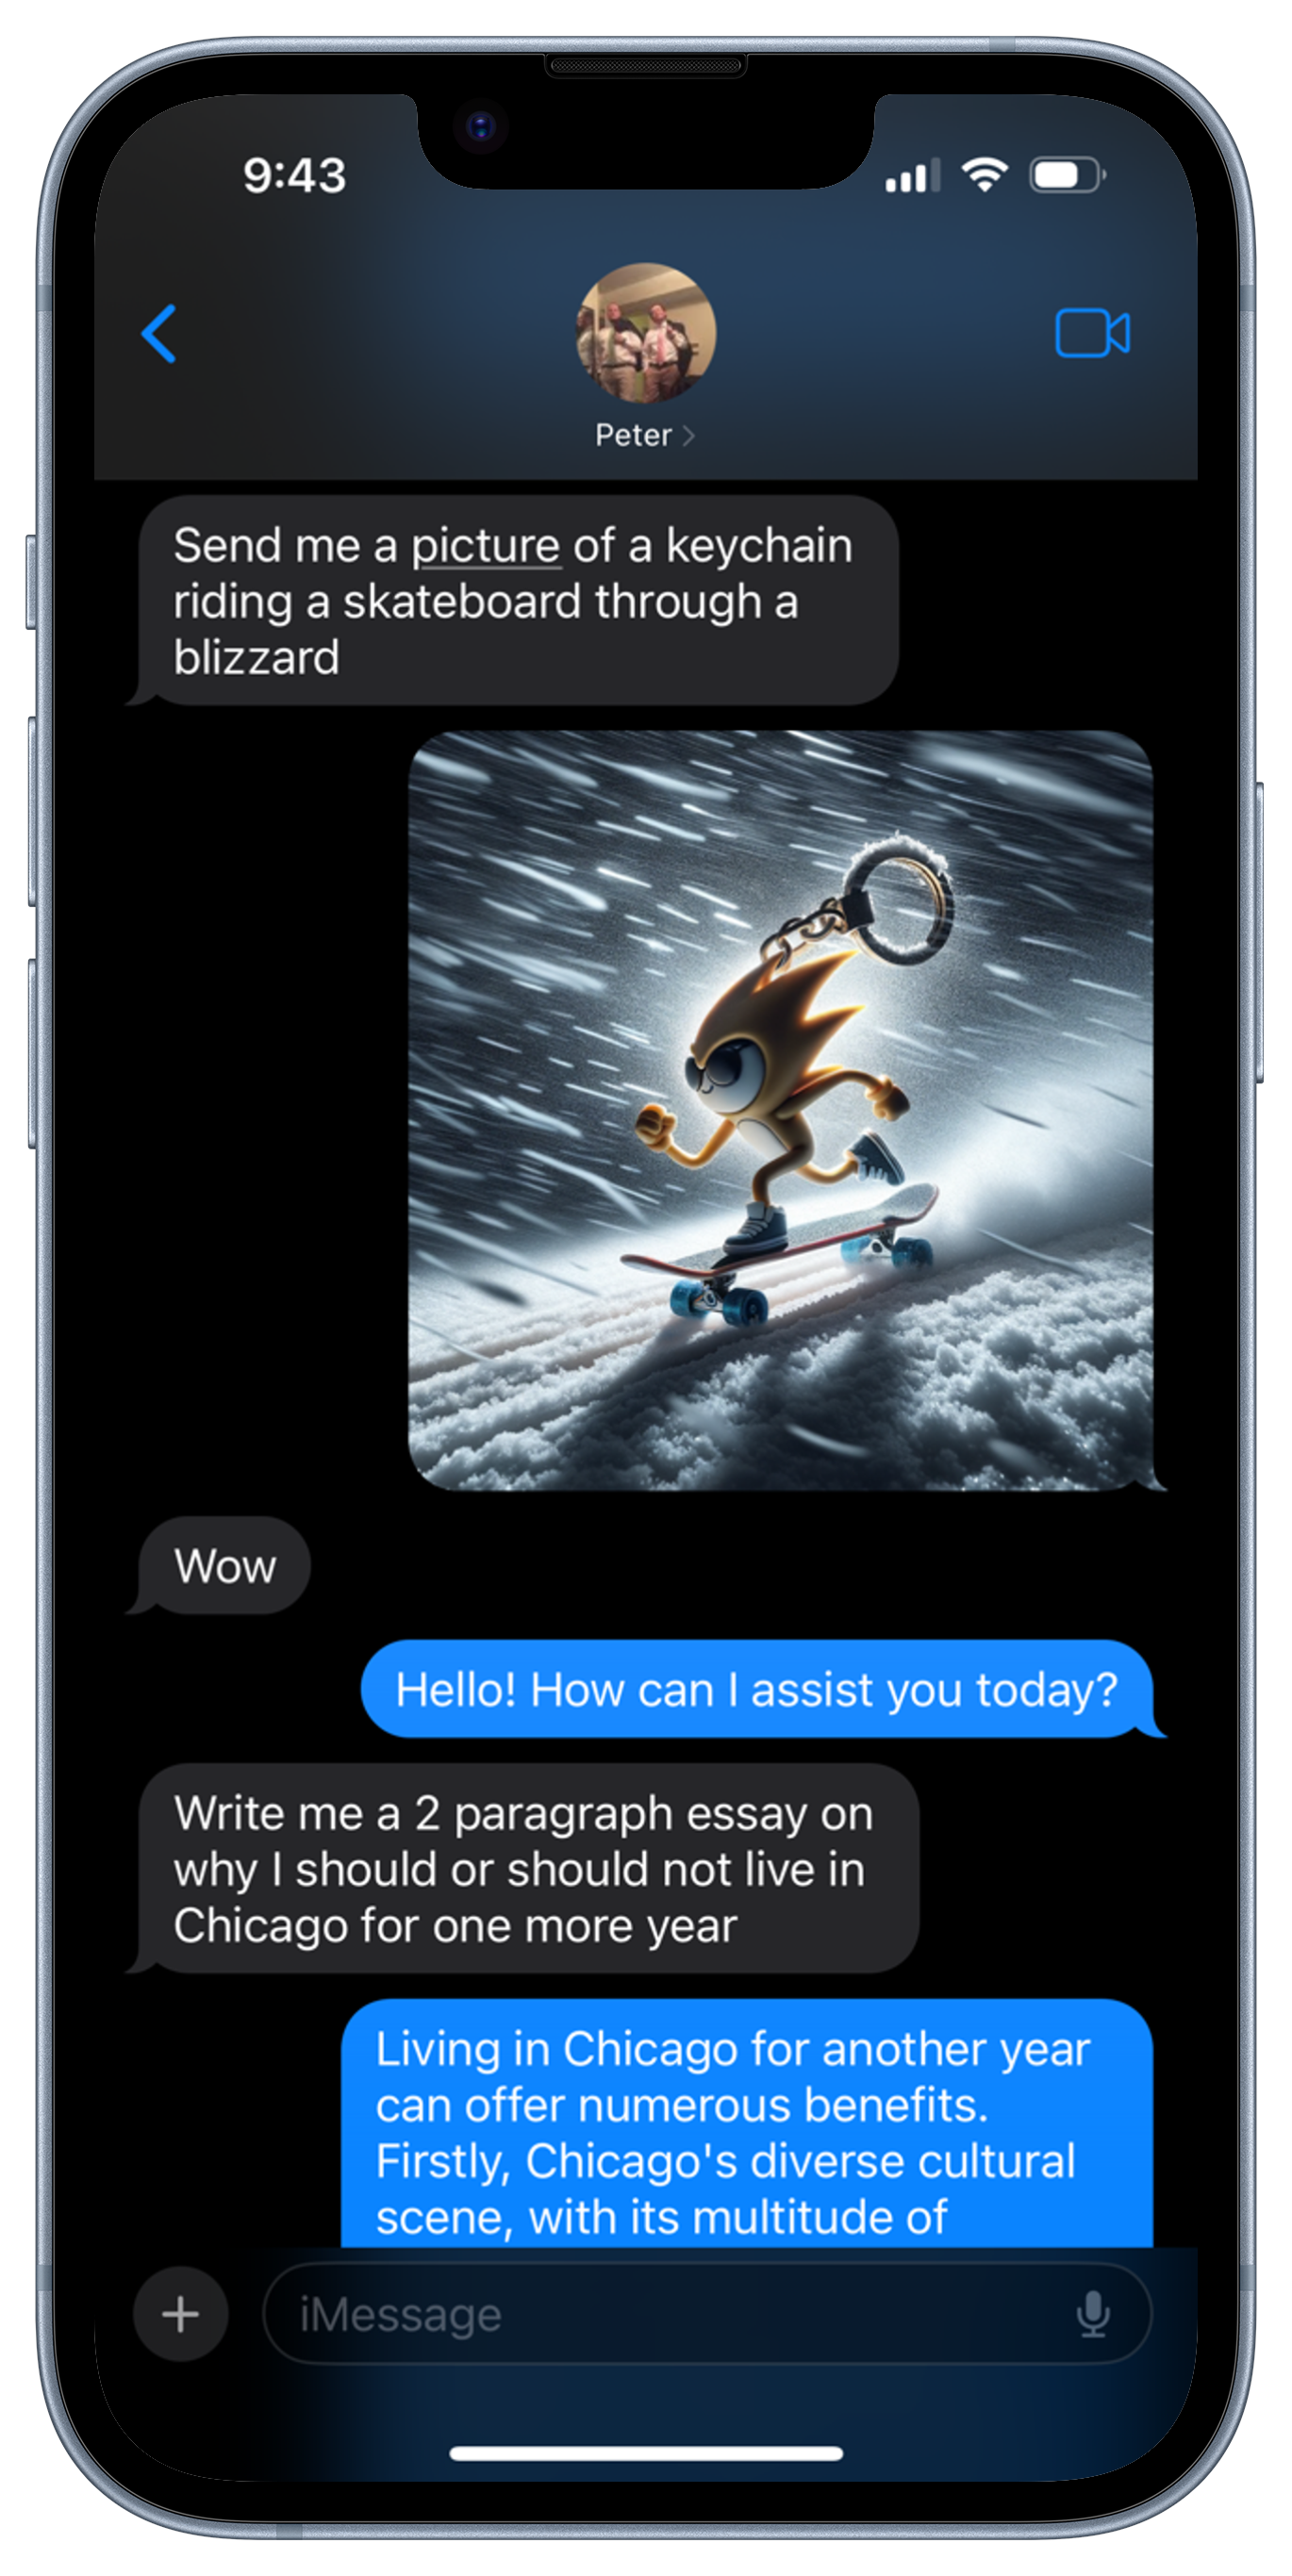 9:43
Peter
Send me a picture of a keychain
riding a skateboard through a
blizzard
Wow
Hello! How can I assist you today?
Write me a 2 paragraph essay on
why I should or should not live in
Chicago for one more year
Living in Chicago for another year
can offer numerous benefits.
Firstly, Chicago's diverse cultural
scene, with its multitude of
iMessage